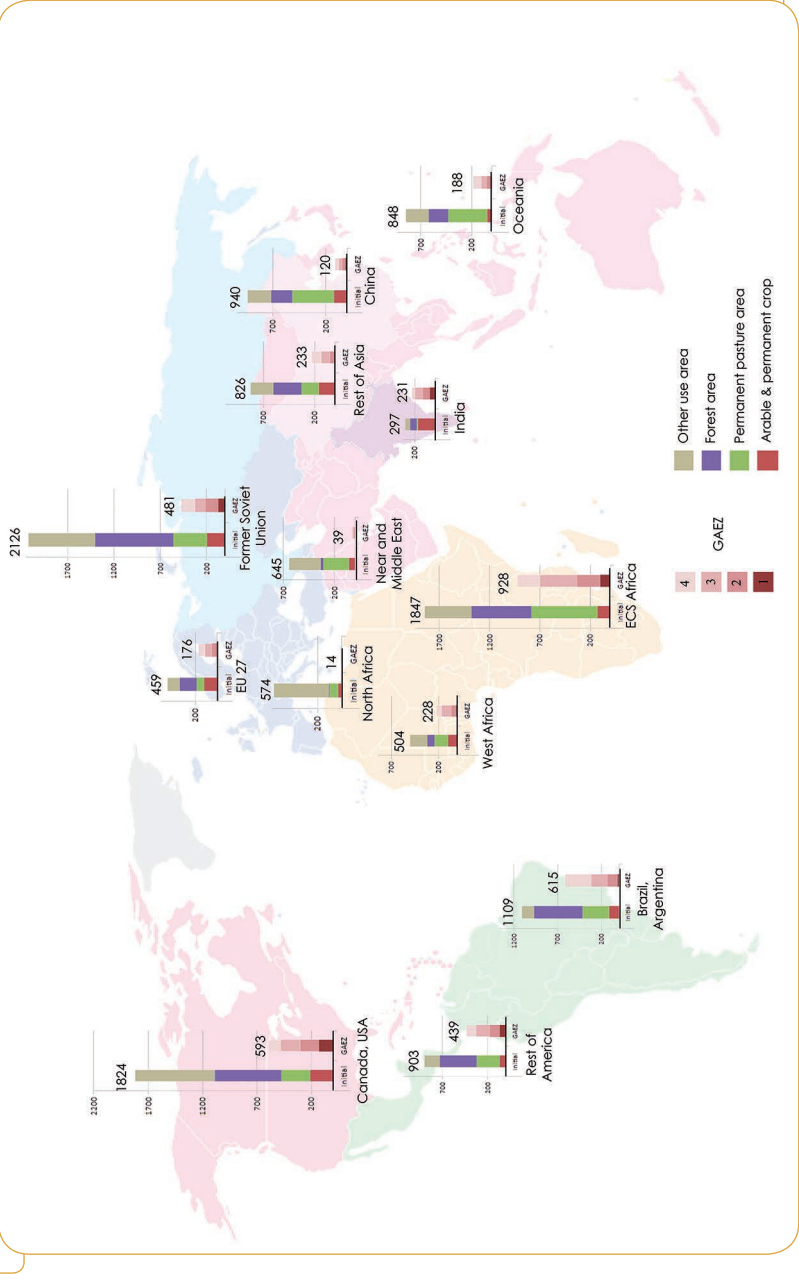 2200
1700
1200
700
200
1824
593
Initial
GAEZ
Canada, USA
903
439
700
200
Initial
GAEZ
Rest of
America
1109
615
1200
700
200
Initial
GAEZ
Brazil,
Argentina
459
176
200
Initial
GAEZ
EU 27
574
14
200
Initial
GAEZ
North Africa
504
228
700
200
Initial
GAEZ
West Africa
1847
928
1700
1200
700
200
Initial
GAEZ
ECS Africa
2126
481
1700
1100
700
200
Initial
GAEZ
Former Soviet
Union
645
39
700
200
Initial
GAEZ
Near and
Middle East
826
233
700
200
Initial
GAEZ
Rest of Asia
297
231
200
Initial
GAEZ
India
940
120
700
200
Initial
GAEZ
China
848
188
700
200
Initial
GAEZ
Oceania
4
3
2
1
GAEZ
Other use area
Forest area
Permanent pasture area
Arable & permanent crop